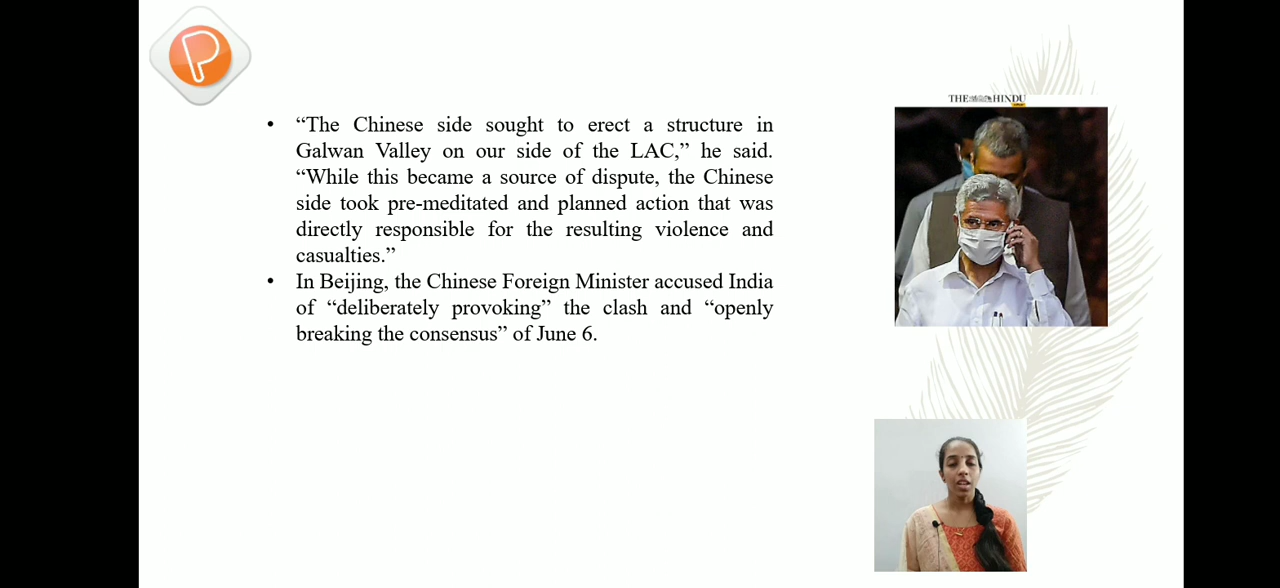 • “The Chinese side sought to erect a structure in
Galwan Valley on our side of the LAC,” he said.
“While this became a source of dispute, the Chinese
side took pre-meditated and planned action that was
directly responsible for the resulting violence and
casualties.”
• In Beijing, the Chinese Foreign Minister accused India
of “deliberately provoking” the clash and “openly
breaking the consensus” of June 6.
THE HINDU
P